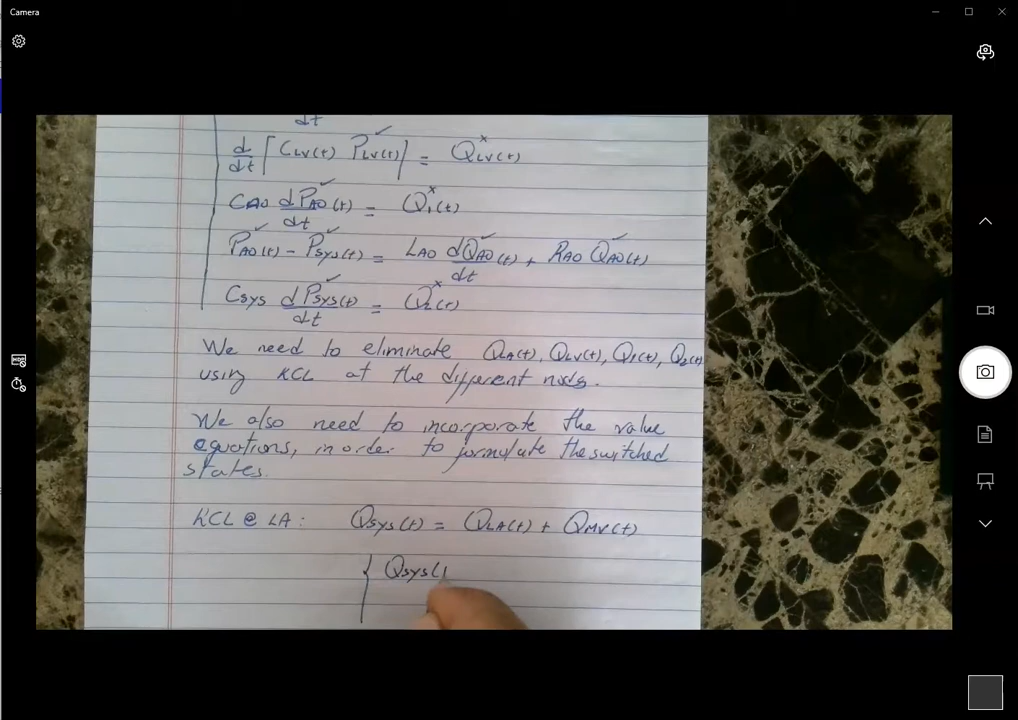 Camera
dt
d/dt [CLV(t) PLV(t)] = QLV(t)
✓ x
CAO dPAO(t)/dt = Q1(t)
✓ x
PAO(t) - PSYS(t) = LAO dQAO(t)/dt + RAO QAO(t)
✓ ✓ ✓ ✓
CSYS dPSYS(t)/dt = Q2(t)
✓ x
We need to eliminate QLA(t), QLV(t), Q1(t), Q2(t)
using KCL at the different nodes.
We also need to incorporate the value
equations, in order to formulate the switched
states.
KCL @ LA: QSYS(t) = QLA(t) + QMV(t)
{ QSYS(